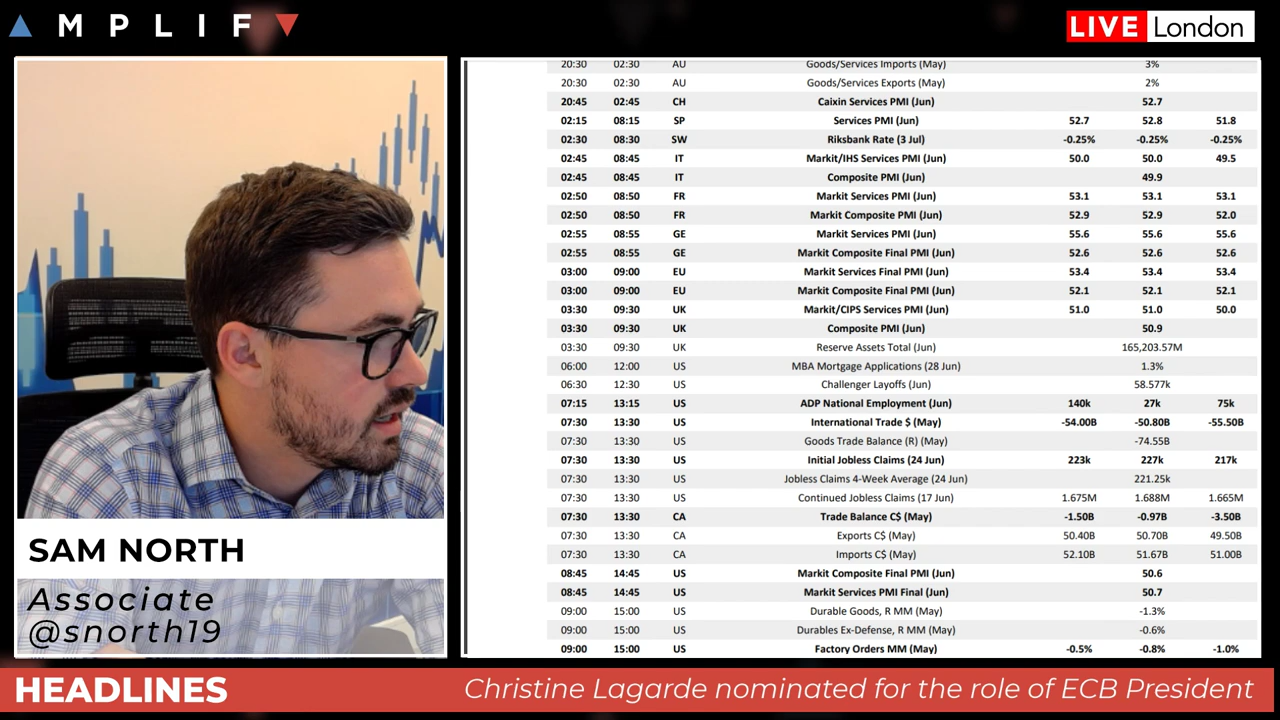 AMPLIFY
LIVE London
20:30 02:30 AU Goods/Services Imports (May) 3%
20:30 02:30 AU Goods/Services Exports (May) 2%
20:45 02:45 CH Caixin Services PMI (Jun) 52.7
02:15 08:15 SP Services PMI (Jun) 52.7 52.8 51.8
02:30 08:30 SW Riksbank Rate (3 Jul) -0.25% -0.25% -0.25%
02:45 08:45 IT Markit/IHS Services PMI (Jun) 50.0 50.0 49.5
02:45 08:45 IT Composite PMI (Jun) 49.9
02:50 08:50 FR Markit Services PMI (Jun) 53.1 53.1 53.1
02:50 08:50 FR Markit Composite PMI (Jun) 52.9 52.9 52.0
02:55 08:55 GE Markit Services PMI (Jun) 55.6 55.6 55.6
02:55 08:55 GE Markit Composite Final PMI (Jun) 52.6 52.6 52.6
03:00 09:00 EU Markit Services Final PMI (Jun) 53.4 53.4 53.4
03:00 09:00 EU Markit Composite Final PMI (Jun) 52.1 52.1 52.1
03:30 09:30 UK Markit/CIPS Services PMI (Jun) 51.0 51.0 50.0
03:30 09:30 UK Composite PMI (Jun) 50.9
03:30 09:30 UK Reserve Assets Total (Jun) 165,203.57M
06:00 12:00 US MBA Mortgage Applications (28 Jun) 1.3%
06:30 12:30 US Challenger Layoffs (Jun) 58.577k
07:15 13:15 US ADP National Employment (Jun) 140k 27k 75k
07:30 13:30 US International Trade $ (May) -54.00B -50.80B -55.50B
07:30 13:30 US Goods Trade Balance (R) (May) -74.55B
07:30 13:30 US Initial Jobless Claims (24 Jun) 223k 227k 217k
07:30 13:30 US Jobless Claims 4-Week Average (24 Jun) 221.25k
07:30 13:30 US Continued Jobless Claims (17 Jun) 1.675M 1.688M 1.665M
07:30 13:30 CA Trade Balance C$ (May) -1.50B -0.97B -3.50B
07:30 13:30 CA Exports C$ (May) 50.40B 50.70B 49.50B
07:30 13:30 CA Imports C$ (May) 52.10B 51.67B 51.00B
08:45 14:45 US Markit Composite Final PMI (Jun) 50.6
08:45 14:45 US Markit Services PMI Final (Jun) 50.7
09:00 15:00 US Durable Goods, R MM (May) -1.3%
09:00 15:00 US Durables Ex-Defense, R MM (May) -0.6%
09:00 15:00 US Factory Orders MM (May) -0.5% -0.8% -1.0%
SAM NORTH
Associate
@snorth19
HEADLINES Christine Lagarde nominated for the role of ECB President